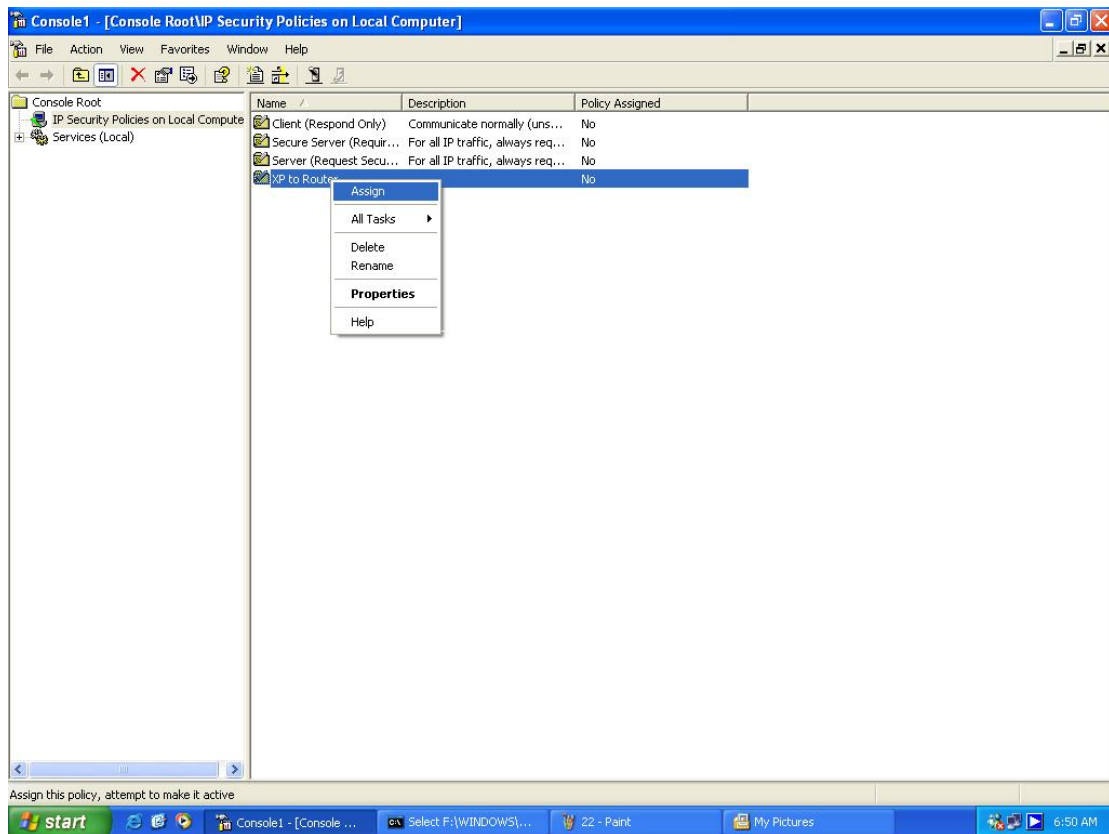 Console1 - [Console Root\IP Security Policies on Local Computer]
File Action View Favorites Window Help
Console Root
IP Security Policies on Local Compute
Services (Local)
Name Description Policy Assigned
Client (Respond Only) Communicate normally (uns... No
Secure Server (Requir... For all IP traffic, always req... No
Server (Request Secu... For all IP traffic, always req... No
XP to Router No
Assign
All Tasks
Delete
Rename
Properties
Help
Assign this policy, attempt to make it active
start Console1 - [Console ... Select F:\WINDOWS\... 22 - Paint My Pictures 6:50 AM